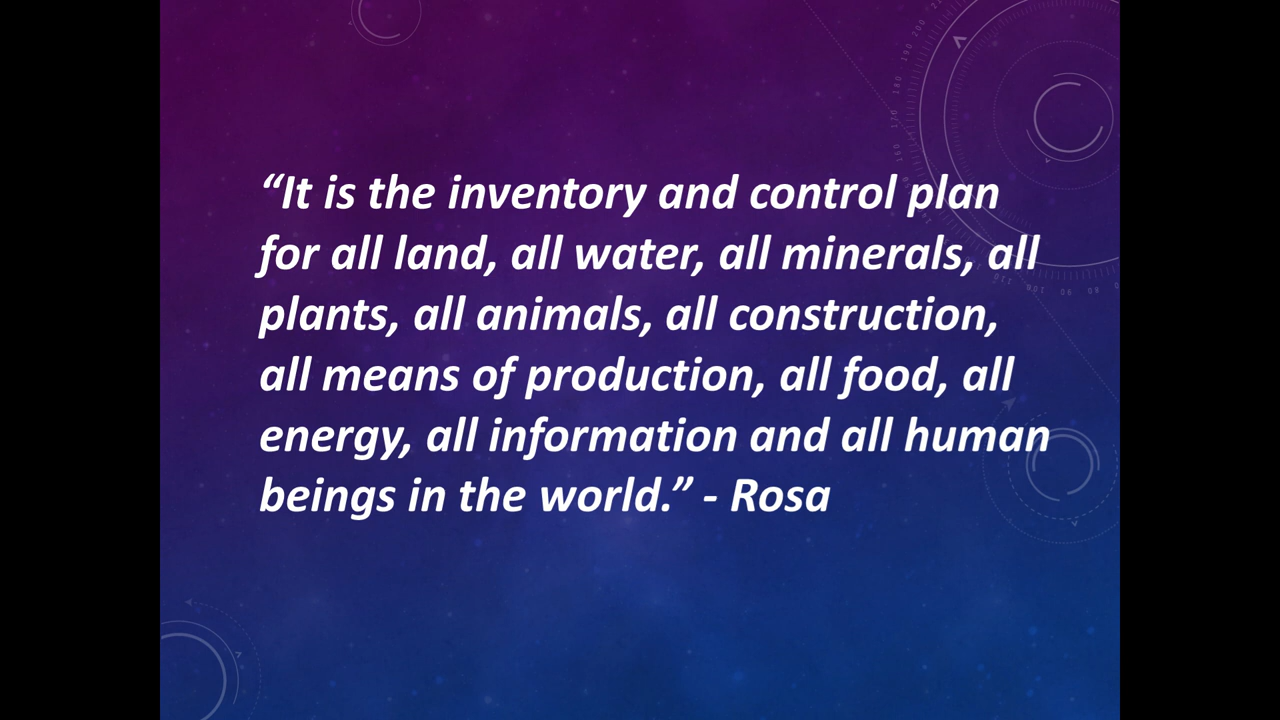 “It is the inventory and control plan
for all land, all water, all minerals, all
plants, all animals, all construction,
all means of production, all food, all
energy, all information and all human
beings in the world.” - Rosa